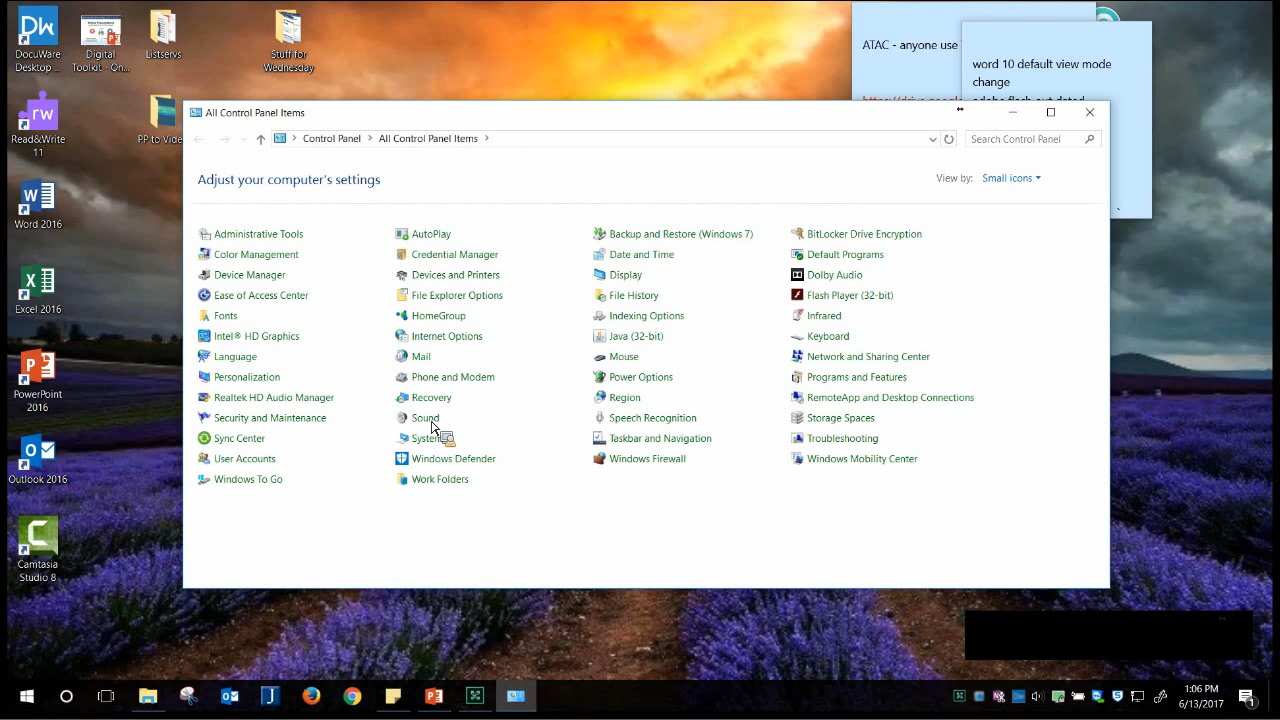 DocuWare
Desktop ...
Digital
Toolkit - On...
Listservs
Stuff for
Wednesday
ATAC - anyone use
word 10 default view mode
change
Read&Write
11
PP to Vide
Word 2016
Excel 2016
PowerPoint
2016
Outlook 2016
Camtasia
Studio 8
All Control Panel Items
Control Panel > All Control Panel Items >
Search Control Panel
Adjust your computer's settings
View by: Small icons
Administrative Tools
AutoPlay
Backup and Restore (Windows 7)
BitLocker Drive Encryption
Color Management
Credential Manager
Date and Time
Default Programs
Device Manager
Devices and Printers
Display
Dolby Audio
Ease of Access Center
File Explorer Options
File History
Flash Player (32-bit)
Fonts
HomeGroup
Indexing Options
Infrared
Intel® HD Graphics
Internet Options
Java (32-bit)
Keyboard
Language
Mail
Mouse
Network and Sharing Center
Personalization
Phone and Modem
Power Options
Programs and Features
Realtek HD Audio Manager
Recovery
Region
RemoteApp and Desktop Connections
Security and Maintenance
Sound
Speech Recognition
Storage Spaces
Sync Center
System
Taskbar and Navigation
Troubleshooting
User Accounts
Windows Defender
Windows Firewall
Windows Mobility Center
Windows To Go
Work Folders
1:06 PM
6/13/2017